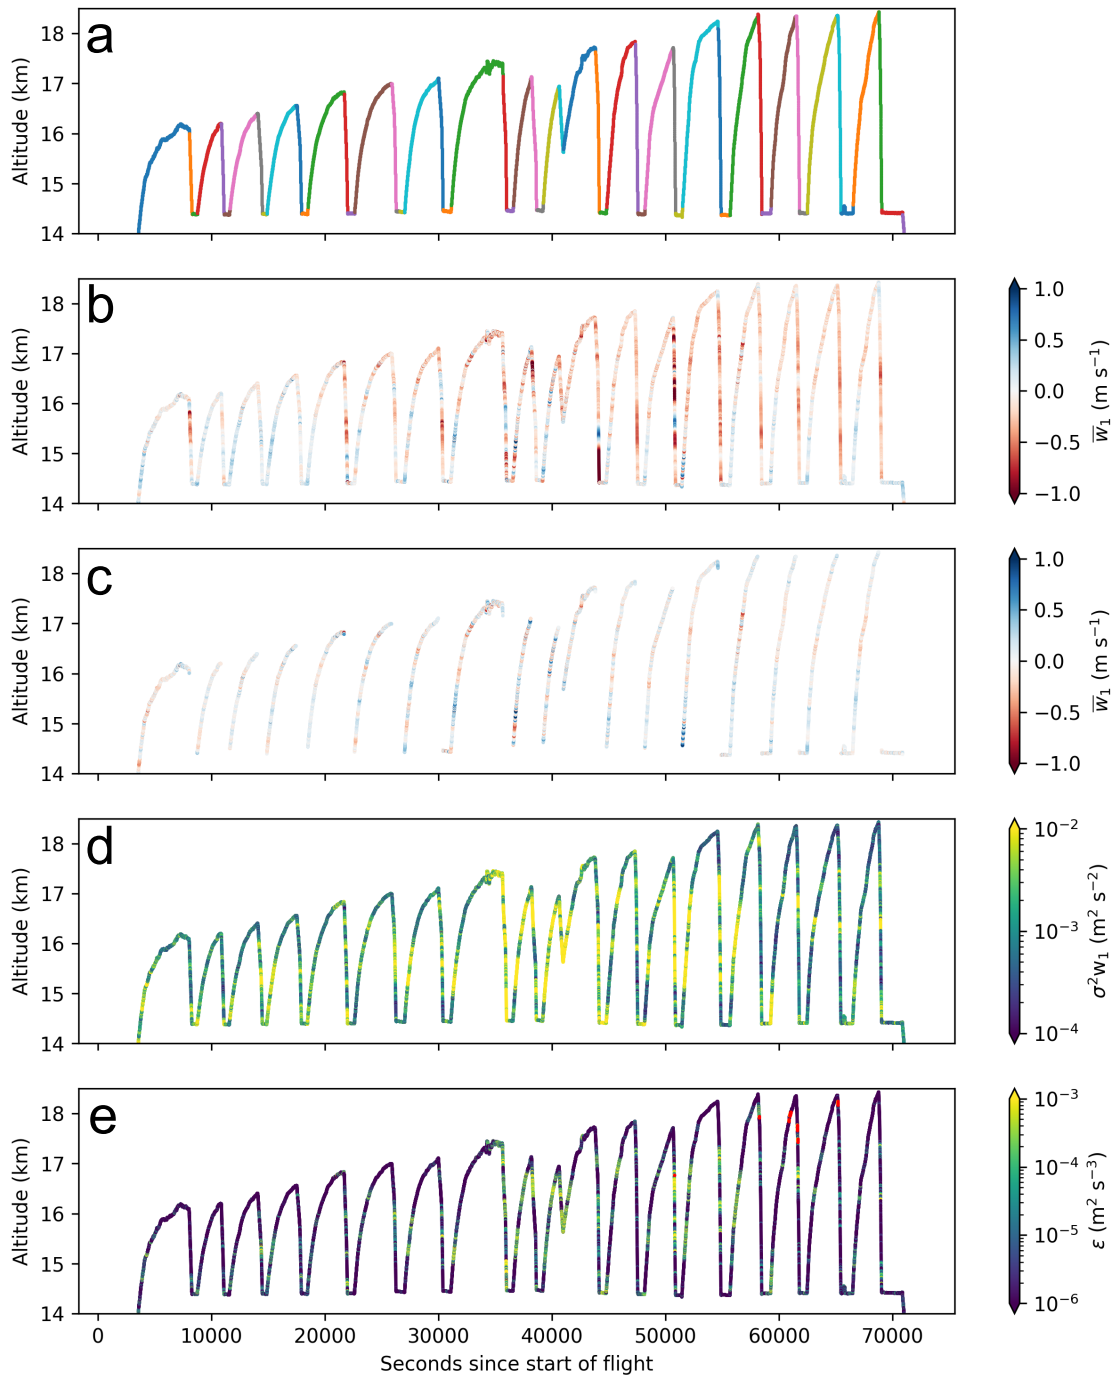 a
Altitude (km)
18
17
16
15
14
b
Altitude (km)
18
17
16
15
14
1.0
0.5
0.0
−0.5
−1.0
w̅₁ (m s⁻¹)
c
Altitude (km)
18
17
16
15
14
1.0
0.5
0.0
−0.5
−1.0
w̅₁ (m s⁻¹)
d
Altitude (km)
18
17
16
15
14
10⁻²
10⁻³
10⁻⁴
σ²w₁ (m² s⁻²)
e
Altitude (km)
18
17
16
15
14
10⁻³
10⁻⁴
10⁻⁵
10⁻⁶
ε (m² s⁻³)
0 10000 20000 30000 40000 50000 60000 70000
Seconds since start of flight